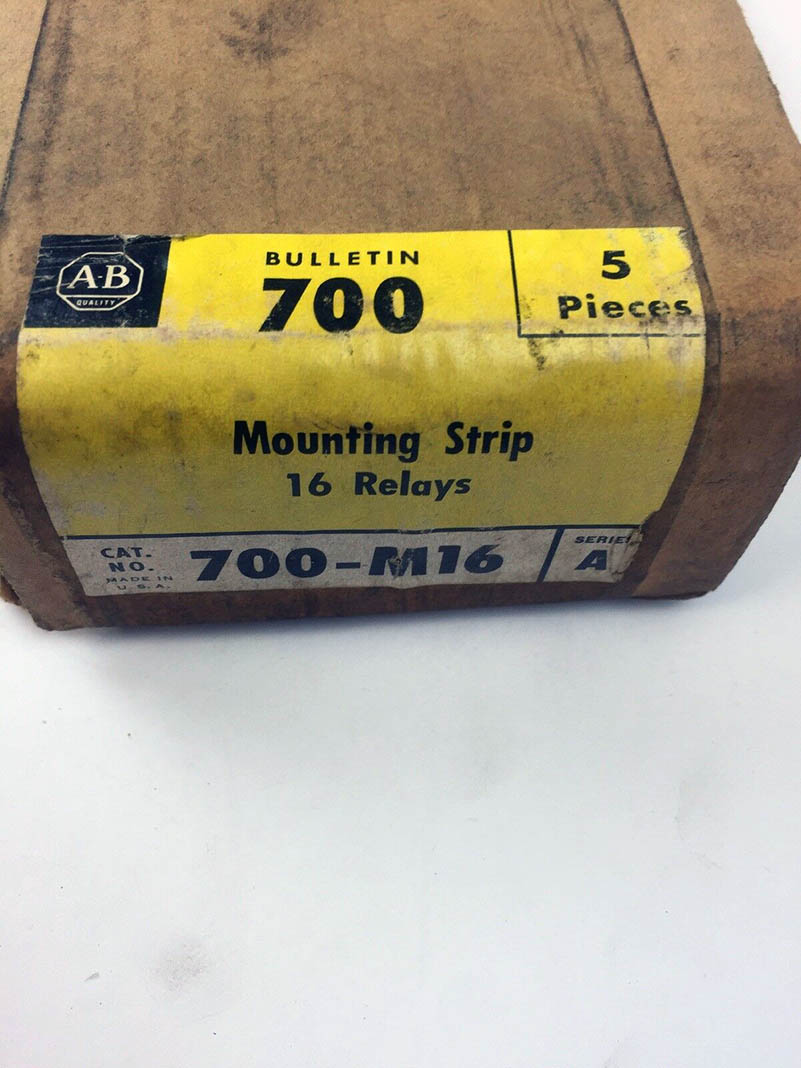 A-B
QUALITY
BULLETIN
700
5
Pieces
Mounting Strip
16 Relays
CAT.
NO.
700-M16
MADE IN
U. S. A.
SERIES
A